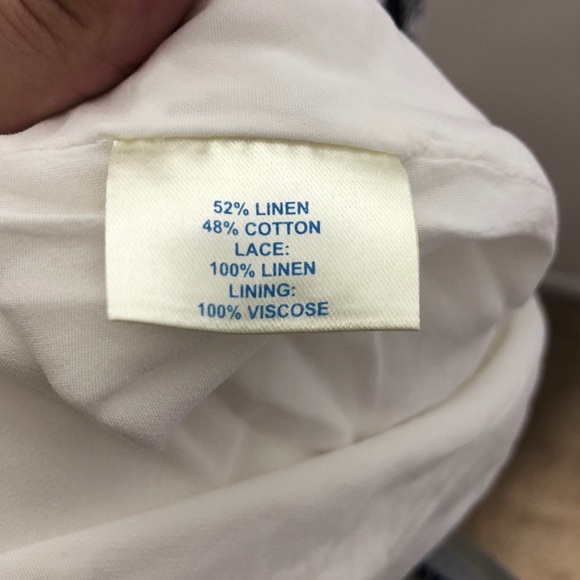 52% LINEN
48% COTTON
LACE:
100% LINEN
LINING:
100% VISCOSE